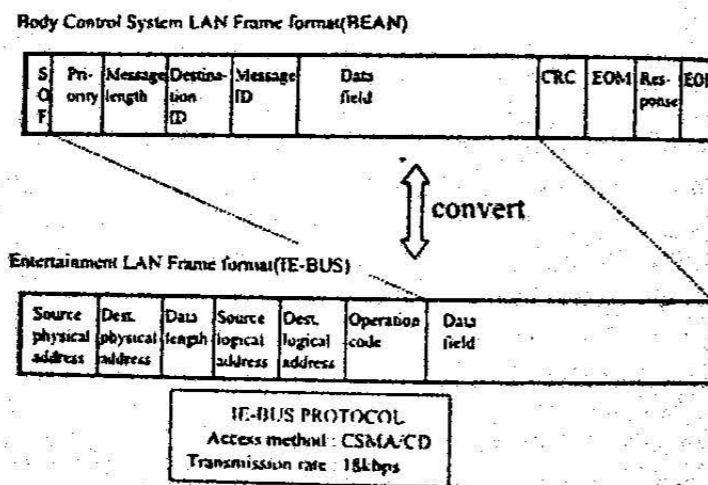 Body Control System LAN Frame format(BEAN)
S O F
Pri-
ority
Message
length
Destina-
tion
ID
Message
ID
Data
field
CRC
EOM
Res-
ponse
convert
Entertainment LAN Frame format(IE-BUS)
Source
physical
address
Dest.
physical
address
Data
length
Source
logical
address
Dest.
logical
address
Operation
code
Data
field
IE-BUS PROTOCOL
Access method : CSMA/CD
Transmission rate : 18kbps